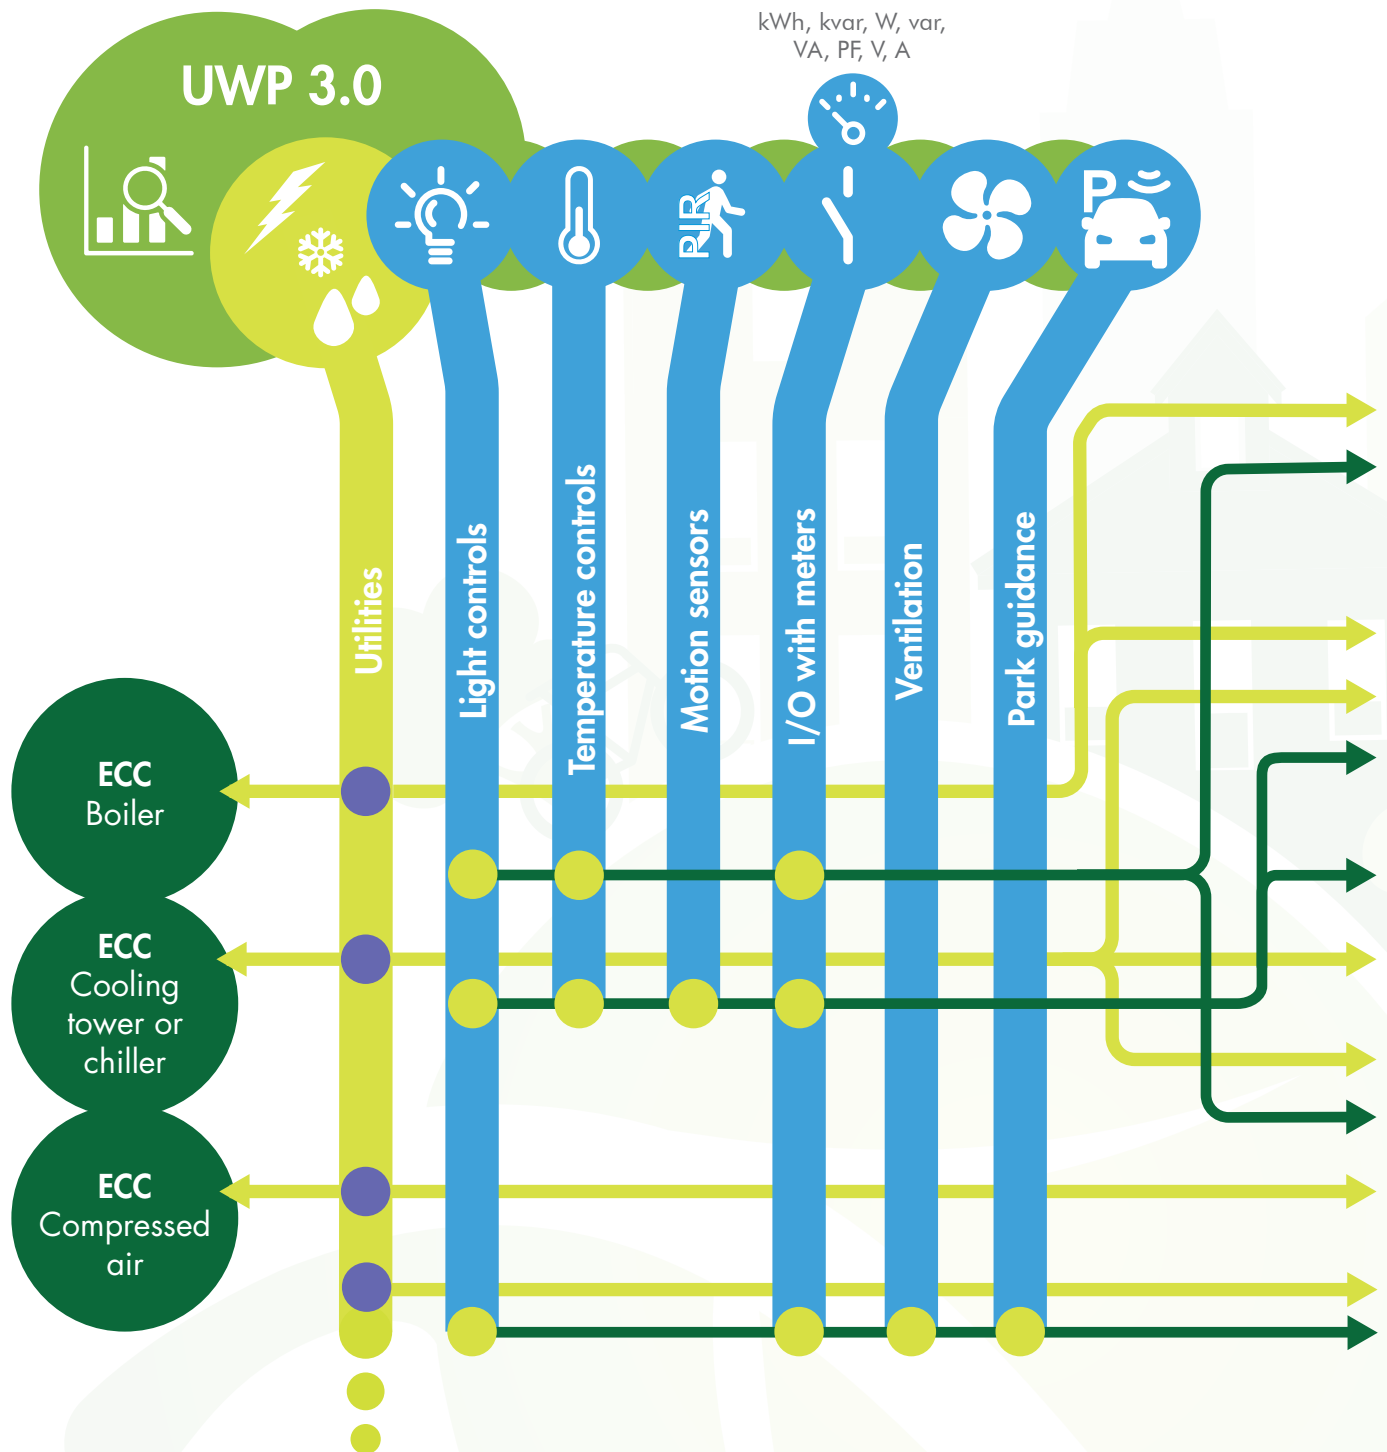 kWh, kvar, W, var,
VA, PF, V, A
UWP 3.0
PIR
P
Utilities
Light controls
Temperature controls
Motion sensors
I/O with meters
Ventilation
Park guidance
ECC
Boiler
ECC
Cooling
tower or
chiller
ECC
Compressed
air